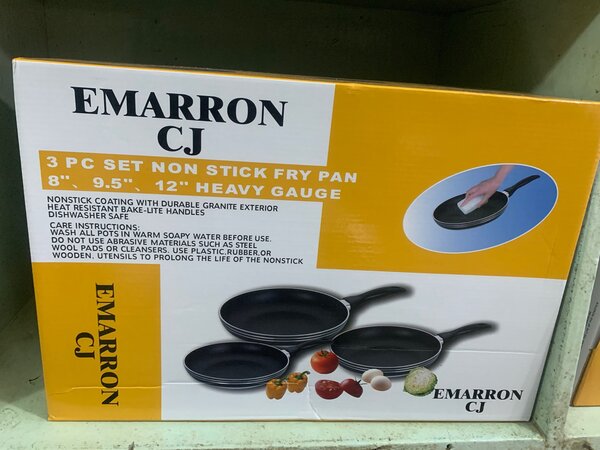 EMARRON
CJ
3 PC SET NON STICK FRY PAN
8"、9.5"、12" HEAVY GAUGE
NONSTICK COATING WITH DURABLE GRANITE EXTERIOR
HEAT RESISTANT BAKE-LITE HANDLES
DISHWASHER SAFE
CARE INSTRUCTIONS:
WASH ALL POTS IN WARM SOAPY WATER BEFORE USE.
DO NOT USE ABRASIVE MATERIALS SUCH AS STEEL
WOOL PADS OR CLEANSERS. USE PLASTIC,RUBBER,OR
WOODEN, UTENSILS TO PROLONG THE LIFE OF THE NONSTICK
EMARRON
CJ
EMARRON
CJ